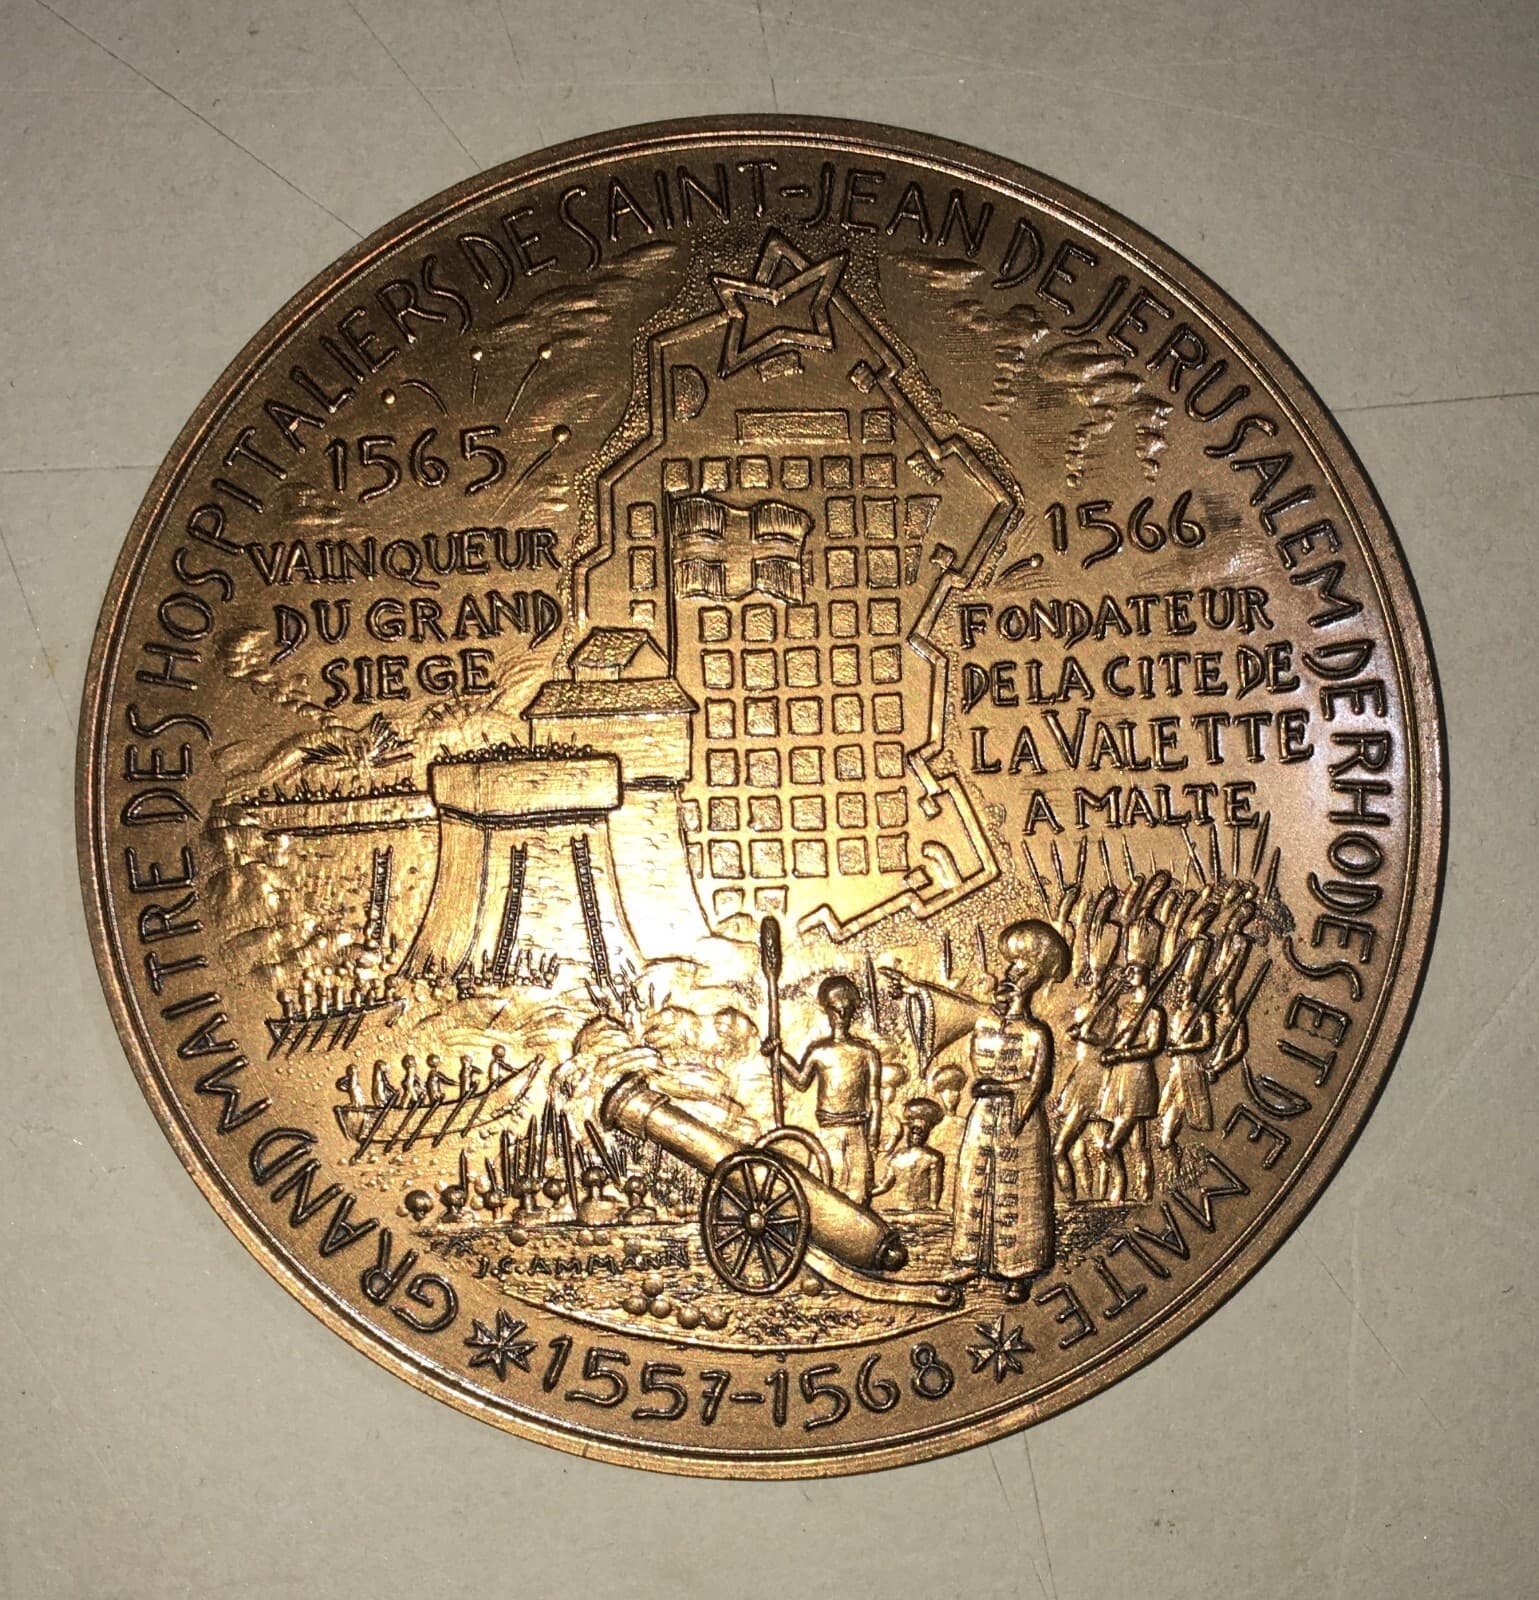 GRAND MAITRE DES HOSPITALIERS DE SAINT-JEAN DE JERUSALEM DE RHODES ET DE MALTE
1557-1568
1565
VAINQUEUR
DU GRAND
SIEGE
1566
FONDATEUR
DE LA CITE DE
LA VALETTE
A MALTE
J.C. AMMANN